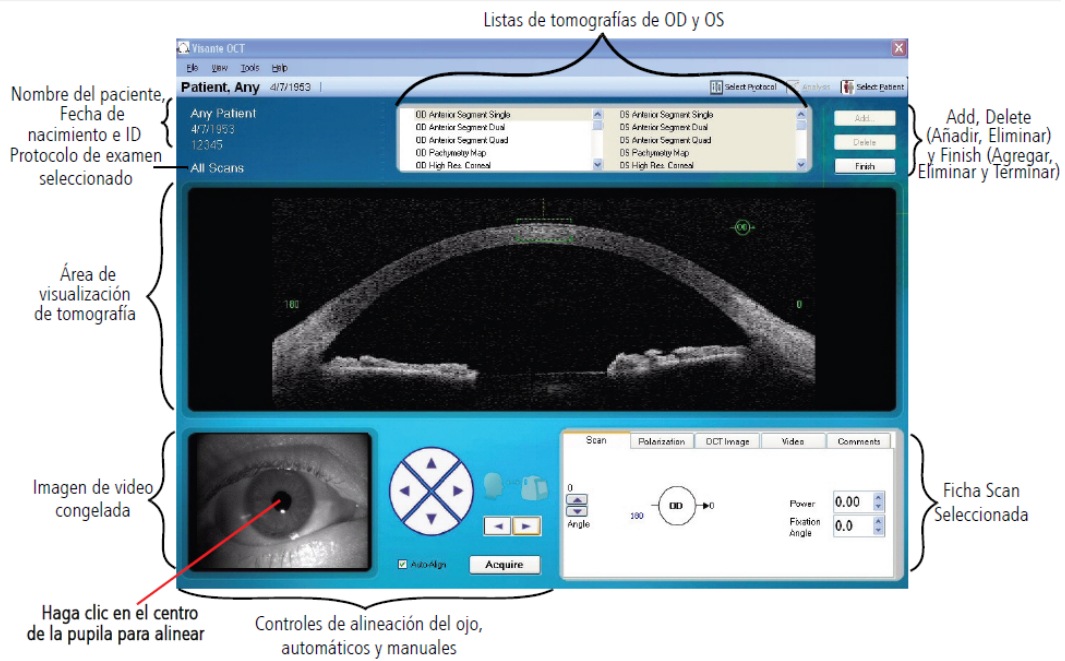 Listas de tomografías de OD y OS
Visante OCT
File View Tools Help
Patient, Any 4/7/1953
Select Protocol Analyze Select Patient
Nombre del paciente,
Fecha de
nacimiento e ID
Protocolo de examen
seleccionado
Any Patient
4/7/1953
12345
All Scans
OD Anterior Segment Single
OD Anterior Segment Dual
OD Anterior Segment Quad
OD Pachymetry Map
OD High Res. Corneal
OS Anterior Segment Single
OS Anterior Segment Dual
OS Anterior Segment Quad
OS Pachymetry Map
OS High Res. Corneal
Add...
Delete
Finish
Add, Delete
(Añadir, Eliminar)
y Finish (Agregar,
Eliminar y Terminar)
Área de
visualización
de tomografía
OD
180
0
Imagen de video
congelada
Auto-Align
Acquire
Scan Polarization OCT Image Video Comments
0
Angle
180 OD 0
Power 0.00
Fixation
Angle 0.0
Ficha Scan
Seleccionada
Haga clic en el centro
de la pupila para alinear
Controles de alineación del ojo,
automáticos y manuales